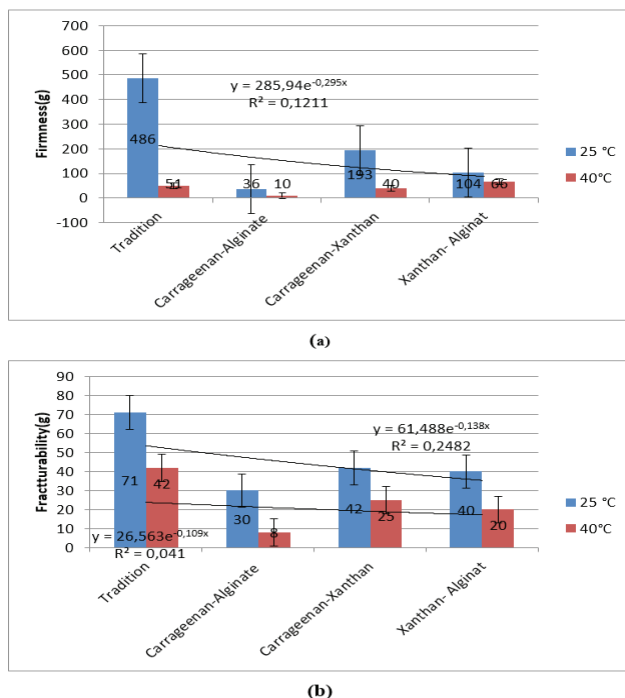 700
600
500
400
300
200
100
0
-100
Firmness(g)
y = 285,94e^-0,295x
R² = 0,1211
486
51
36
10
193
40
104
66
Tradition
Carrageenan-Alginate
Carrageenan-Xanthan
Xanthan- Alginat
25 °C
40°C
(a)
90
80
70
60
50
40
30
20
10
0
Fractturability(g)
y = 61,488e^-0,138x
R² = 0,2482
71
42
30
8
42
25
40
20
y = 26,563e^-0,109x
R² = 0,041
Tradition
Carrageenan-Alginate
Carrageenan-Xanthan
Xanthan- Alginat
25 °C
40°C
(b)